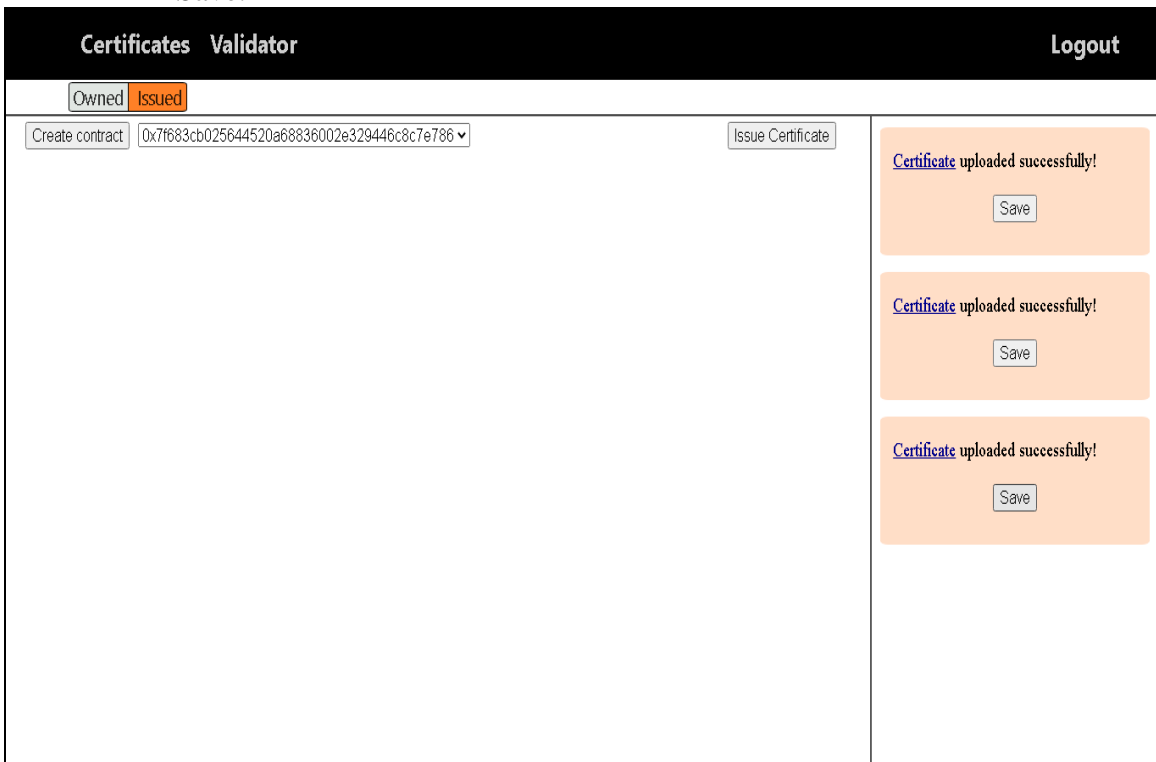 Certificates Validator Logout
Owned Issued
Create contract 0x7f683cb025644520a68836002e329446c8c7e786 Issue Certificate
Certificate uploaded successfully!
Save
Certificate uploaded successfully!
Save
Certificate uploaded successfully!
Save